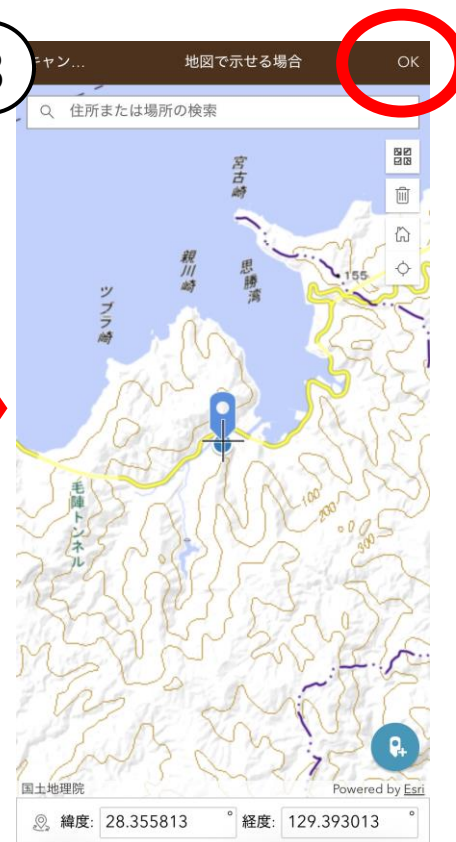 3
キャン... 地図で示せる場合 OK
住所または場所の検索
宮古崎
155
親川崎
思勝湾
ツブラ崎
毛陣トンネル
100
200
300
国土地理院 Powered by Esri
緯度: 28.355813 ° 経度: 129.393013 °